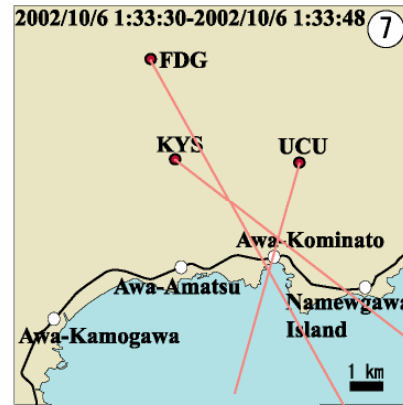 2002/10/6 1:33:30-2002/10/6 1:33:48
7
FDG
KYS
UCU
Awa-Kominato
Awa-Amatsu
Namewgawa
Island
Awa-Kamogawa
1 km